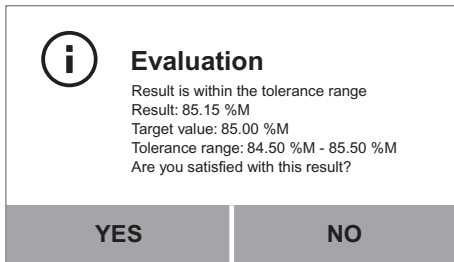 Evaluation
Result is within the tolerance range
Result: 85.15 %M
Target value: 85.00 %M
Tolerance range: 84.50 %M - 85.50 %M
Are you satisfied with this result?
YES
NO